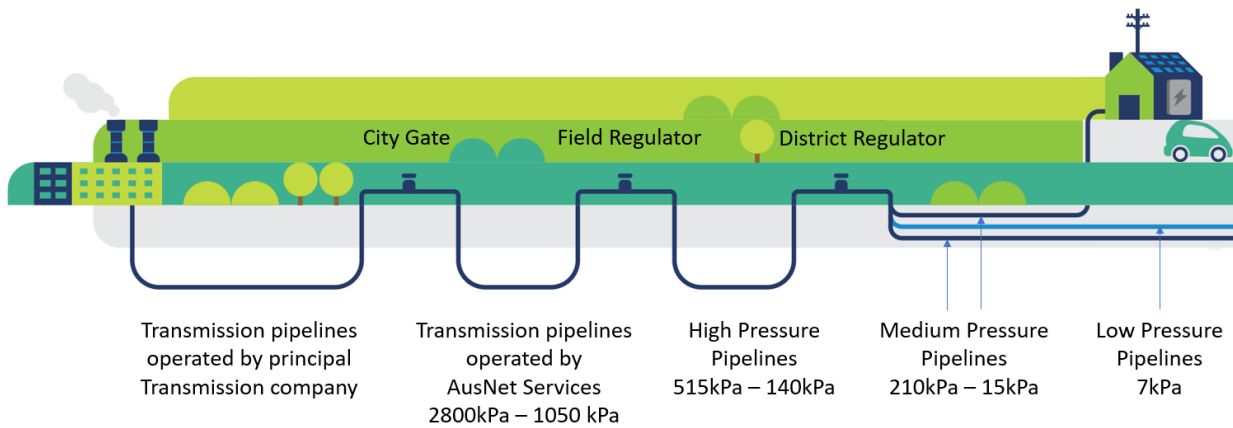 City Gate
Field Regulator
District Regulator
Transmission pipelines
operated by principal
Transmission company
Transmission pipelines
operated by
AusNet Services
2800kPa – 1050 kPa
High Pressure
Pipelines
515kPa – 140kPa
Medium Pressure
Pipelines
210kPa – 15kPa
Low Pressure
Pipelines
7kPa